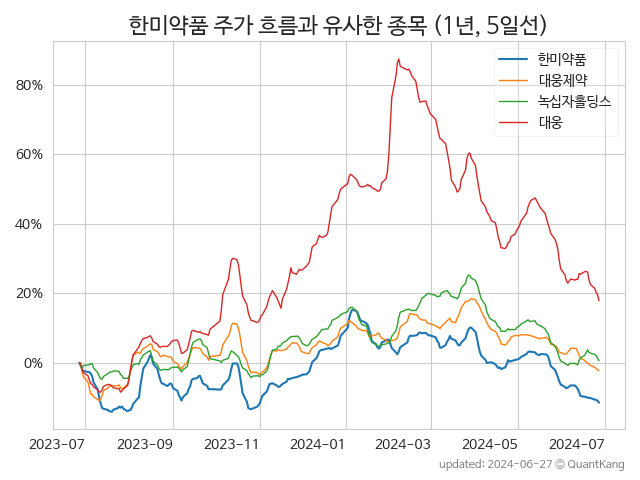 한미약품 주가 흐름과 유사한 종목 (1년, 5일선)
한미약품
대웅제약
녹십자홀딩스
대웅
80%
60%
40%
20%
0%
2023-07 2023-09 2023-11 2024-01 2024-03 2024-05 2024-07
updated: 2024-06-27 © QuantKang